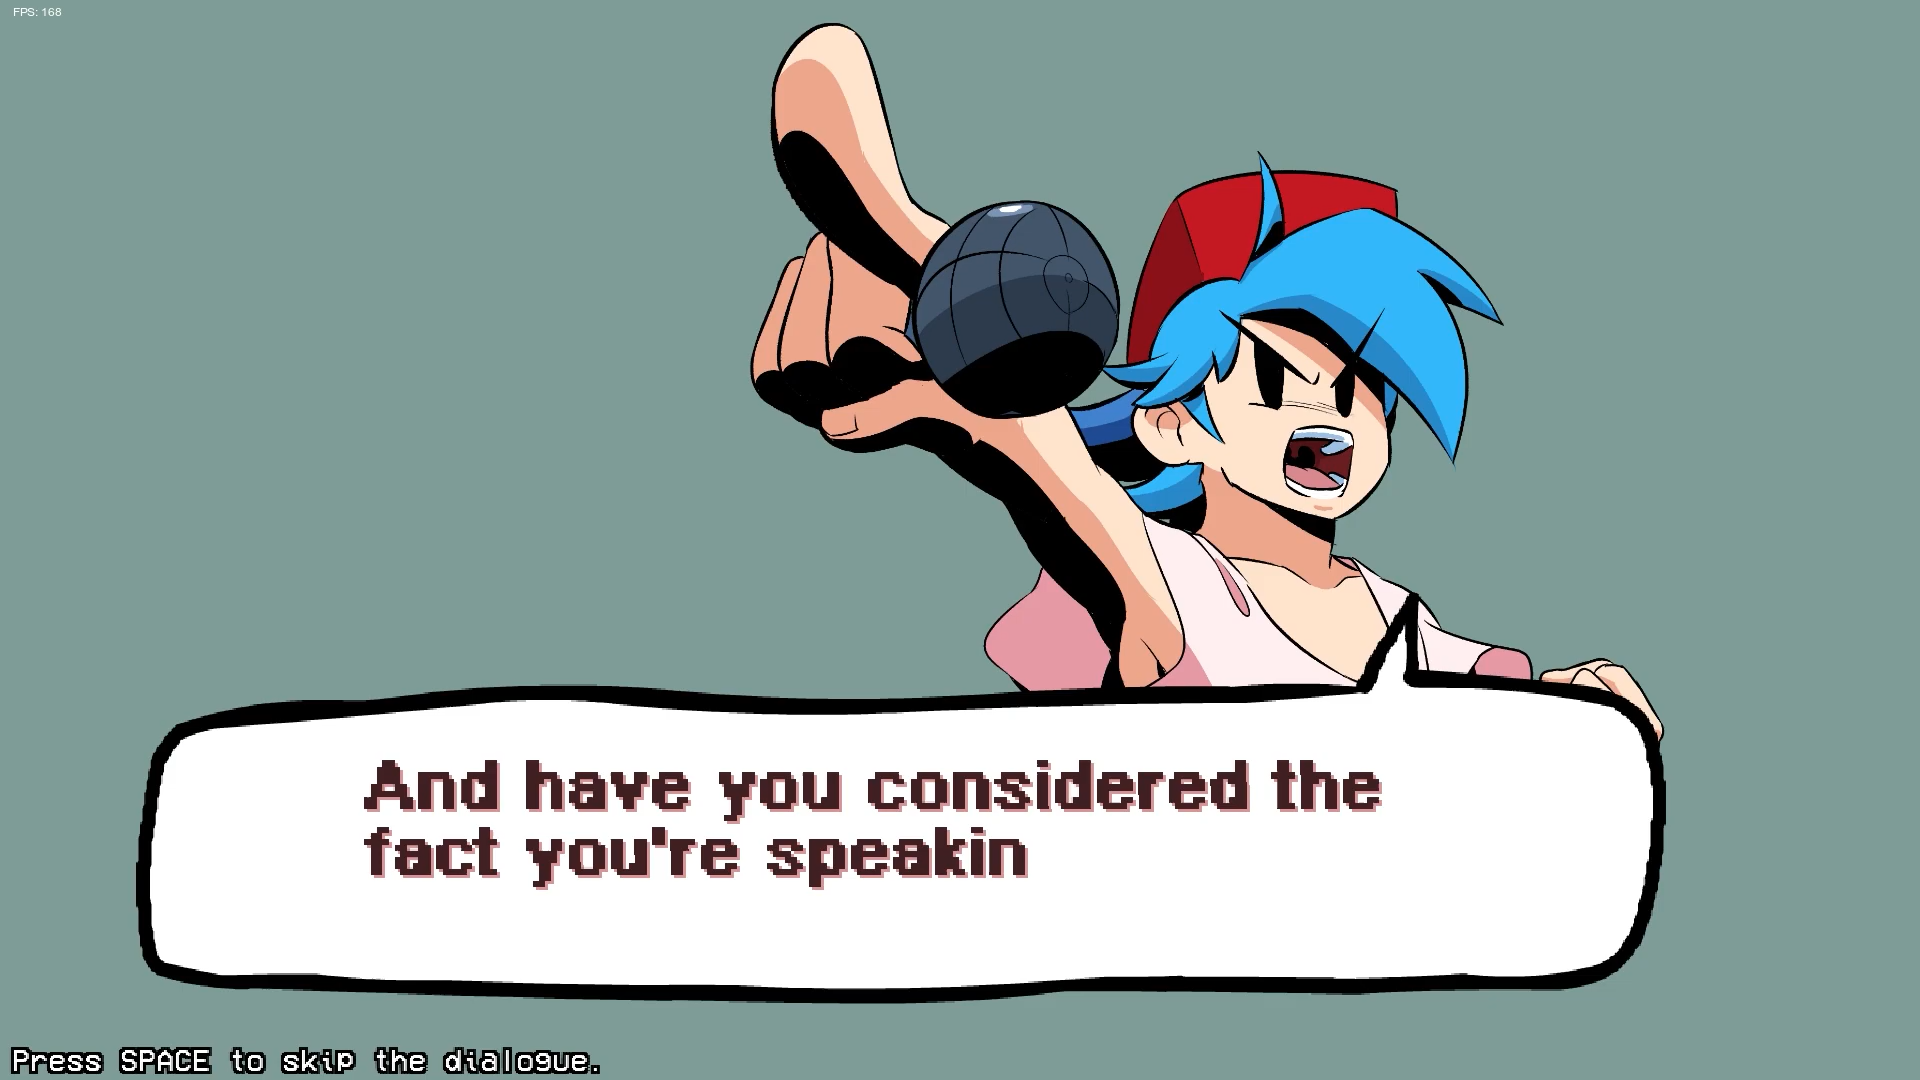 FPS: 168
And have you considered the
fact you're speakin
Press SPACE to skip the dialogue.